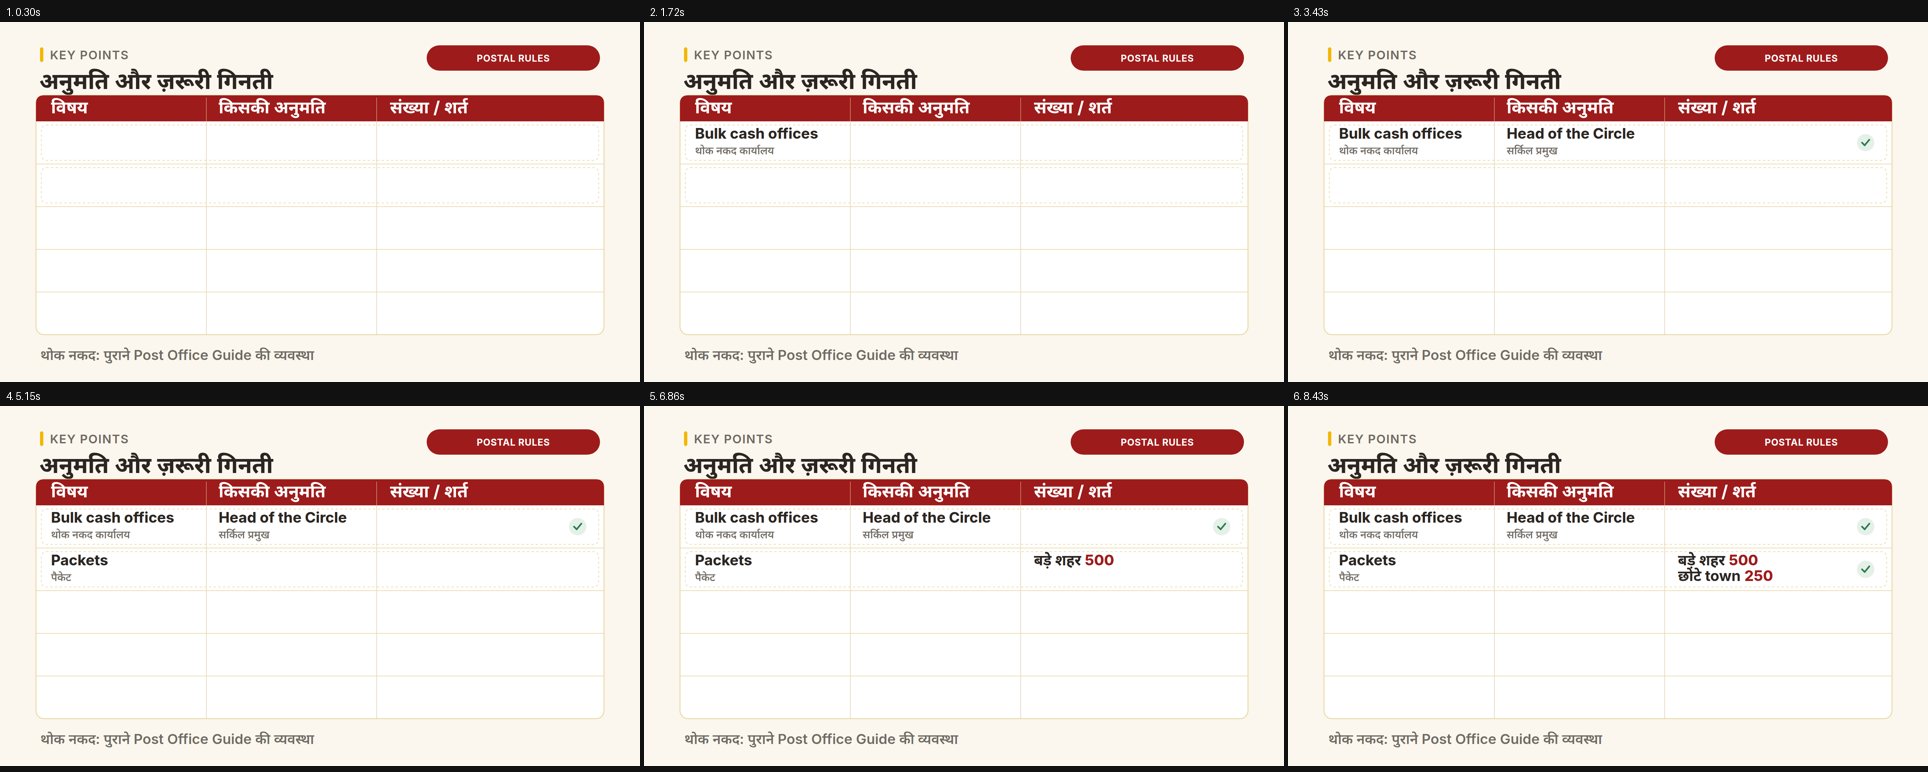 1. 0.30s
KEY POINTS
POSTAL RULES
अनुमति और ज़रूरी गिनती
विषय किसकी अनुमति संख्या / शर्त
थोक नकद: पुराने Post Office Guide की व्यवस्था
2. 1.72s
KEY POINTS
POSTAL RULES
अनुमति और ज़रूरी गिनती
विषय किसकी अनुमति संख्या / शर्त
Bulk cash offices
थोक नकद कार्यालय
थोक नकद: पुराने Post Office Guide की व्यवस्था
3. 3.43s
KEY POINTS
POSTAL RULES
अनुमति और ज़रूरी गिनती
विषय किसकी अनुमति संख्या / शर्त
Bulk cash offices Head of the Circle
थोक नकद कार्यालय सर्किल प्रमुख
थोक नकद: पुराने Post Office Guide की व्यवस्था
4. 5.15s
KEY POINTS
POSTAL RULES
अनुमति और ज़रूरी गिनती
विषय किसकी अनुमति संख्या / शर्त
Bulk cash offices Head of the Circle
थोक नकद कार्यालय सर्किल प्रमुख
Packets
पैकेट
थोक नकद: पुराने Post Office Guide की व्यवस्था
5. 6.86s
KEY POINTS
POSTAL RULES
अनुमति और ज़रूरी गिनती
विषय किसकी अनुमति संख्या / शर्त
Bulk cash offices Head of the Circle
थोक नकद कार्यालय सर्किल प्रमुख
Packets बड़े शहर 500
पैकेट
थोक नकद: पुराने Post Office Guide की व्यवस्था
6. 8.43s
KEY POINTS
POSTAL RULES
अनुमति और ज़रूरी गिनती
विषय किसकी अनुमति संख्या / शर्त
Bulk cash offices Head of the Circle
थोक नकद कार्यालय सर्किल प्रमुख
Packets बड़े शहर 500
पैकेट छोटे town 250
थोक नकद: पुराने Post Office Guide की व्यवस्था